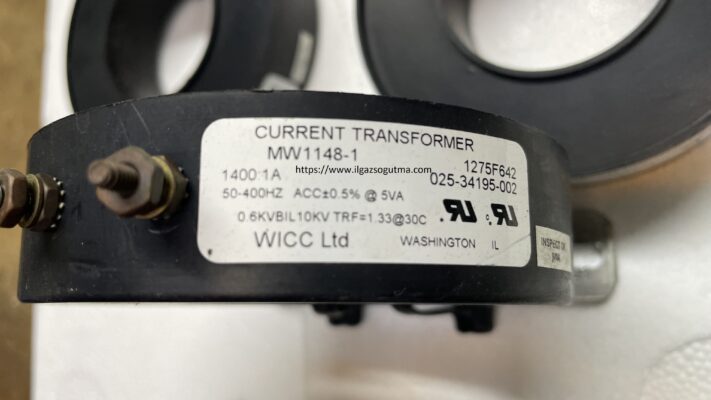 CURRENT TRANSFORMER
MW1148-1
https://www.ilgazsogutma.com
1275F642
1400:1A
025-34195-002
50-400HZ ACC±0.5% @ 5VA
0.6KVBIL10KV TRF=1.33@30C
WICC Ltd
WASHINGTON IL